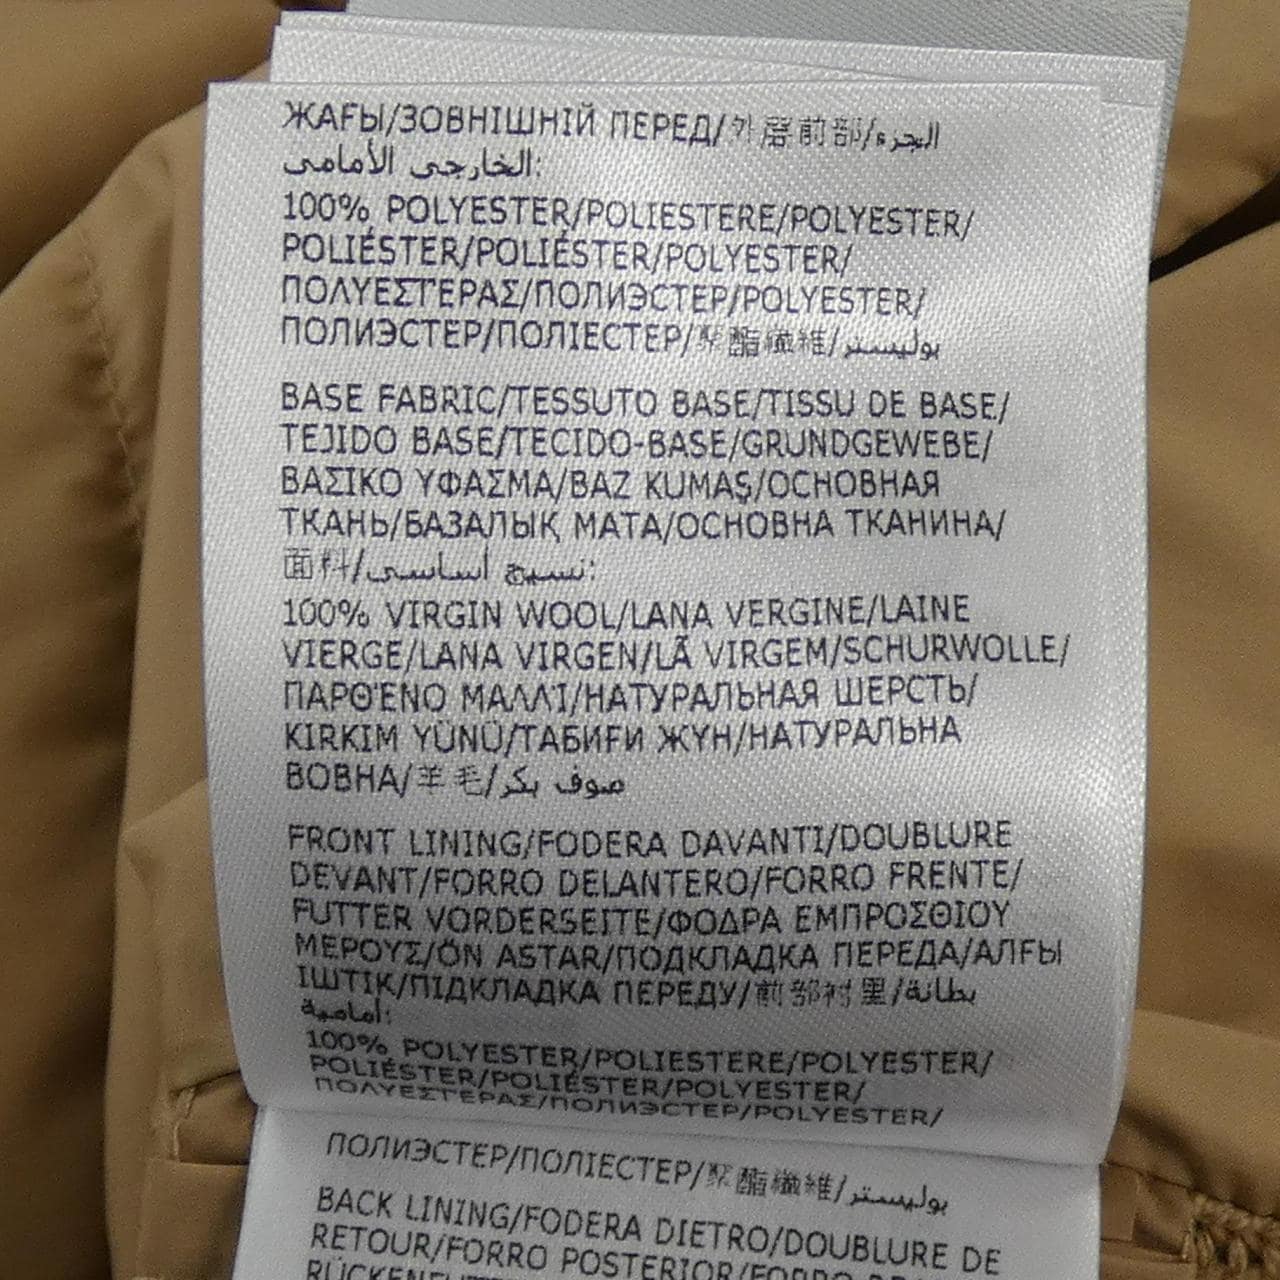 ЖАҒЫ/ЗОВНІШНІЙ ПЕРЕД/外層前部/الجزء
الخارجي الأمامي:
100% POLYESTER/POLIESTERE/POLYESTER/
POLIÉSTER/POLIÉSTER/POLYESTER/
ΠΟΛΥΕΣΤΕΡΑΣ/ПОЛИЭСТЕР/POLYESTER/
ПОЛИЭСТЕР/ПОЛІЕСТЕР/聚酯纖維/بوليستر
BASE FABRIC/TESSUTO BASE/TISSU DE BASE/
TEJIDO BASE/TECIDO-BASE/GRUNDGEWEBE/
ΒΑΣΙΚΟ ΥΦΑΣΜΑ/BAZ KUMAŞ/ОСНОВНАЯ
ТКАНЬ/БАЗАЛЫҚ МАТА/ОСНОВНА ТКАНИНА/
面料/نسيج أساسي:
100% VIRGIN WOOL/LANA VERGINE/LAINE
VIERGE/LANA VIRGEN/LÃ VIRGEM/SCHURWOLLE/
ΠΑΡΘΈΝΟ ΜΑΛΛΊ/НАТУРАЛЬНАЯ ШЕРСТЬ/
KIRKIM YÜNÜ/ТАБИҒИ ЖҮН/НАТУРАЛЬНА
ВОВНА/羊毛/صوف بكر
FRONT LINING/FODERA DAVANTI/DOUBLURE
DEVANT/FORRO DELANTERO/FORRO FRENTE/
FUTTER VORDERSEITE/ΦΟΔΡΑ ΕΜΠΡΟΣΘΙΟΥ
ΜΕΡΟΥΣ/ÖN ASTAR/ПОДКЛАДКА ПЕРЕДА/АЛҒЫ
ІШТІК/ПІДКЛАДКА ПЕРЕДУ/前部衬里/بطانة
أمامية:
100% POLYESTER/POLIESTERE/POLYESTER/
POLIÉSTER/POLIÉSTER/POLYESTER/
ΠΟΛΥΕΣΤΕΡΑΣ/ПОЛИЭСТЕР/POLYESTER/
ПОЛИЭСТЕР/ПОЛІЕСТЕР/聚酯纖維/بوليستر
BACK LINING/FODERA DIETRO/DOUBLURE DE
RETOUR/FORRO POSTERIOR/FORRO